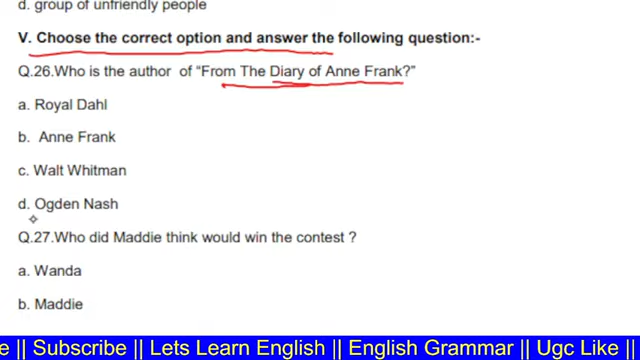 d. group of unfriendly people
V. Choose the correct option and answer the following question:-
Q.26.Who is the author of “From The Diary of Anne Frank?”
a. Royal Dahl
b. Anne Frank
c. Walt Whitman
d. Ogden Nash
Q.27.Who did Maddie think would win the contest ?
a. Wanda
b. Maddie
e || Subscribe || Lets Learn English || English Grammar || Ugc Like ||